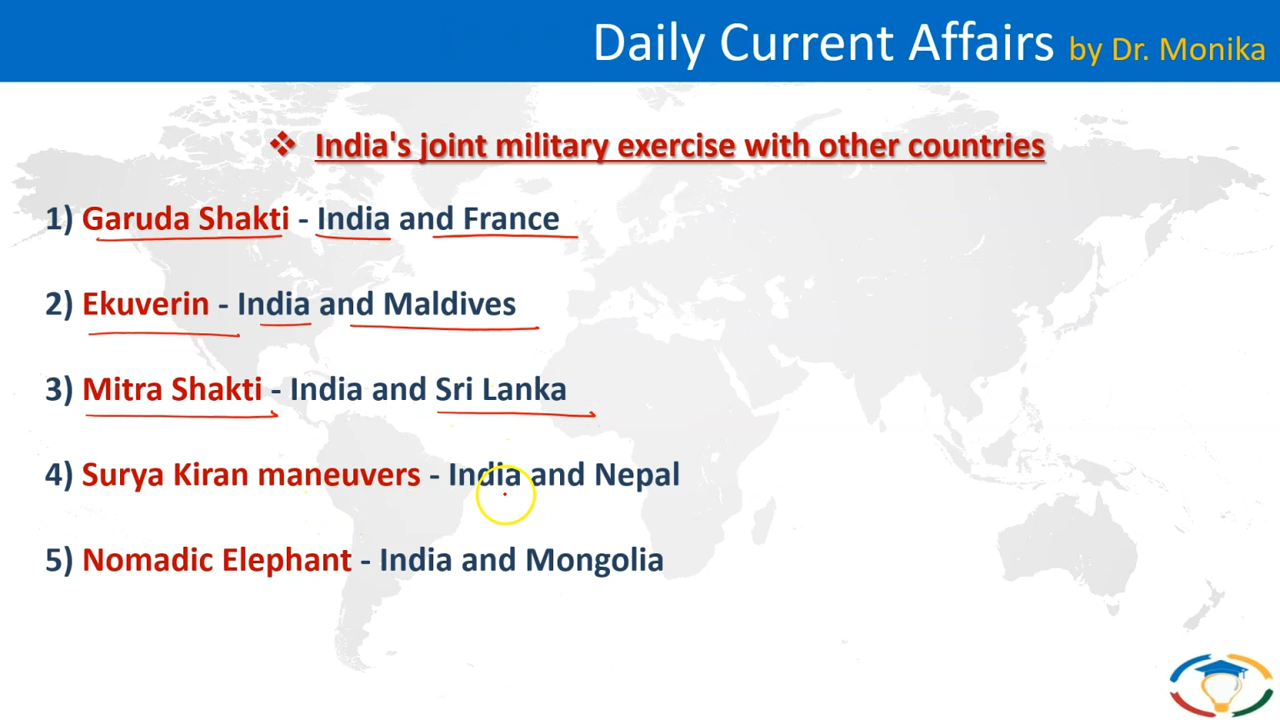 Daily Current Affairs by Dr. Monika
❖ India's joint military exercise with other countries
1) Garuda Shakti - India and France
2) Ekuverin - India and Maldives
3) Mitra Shakti - India and Sri Lanka
4) Surya Kiran maneuvers - India and Nepal
5) Nomadic Elephant - India and Mongolia